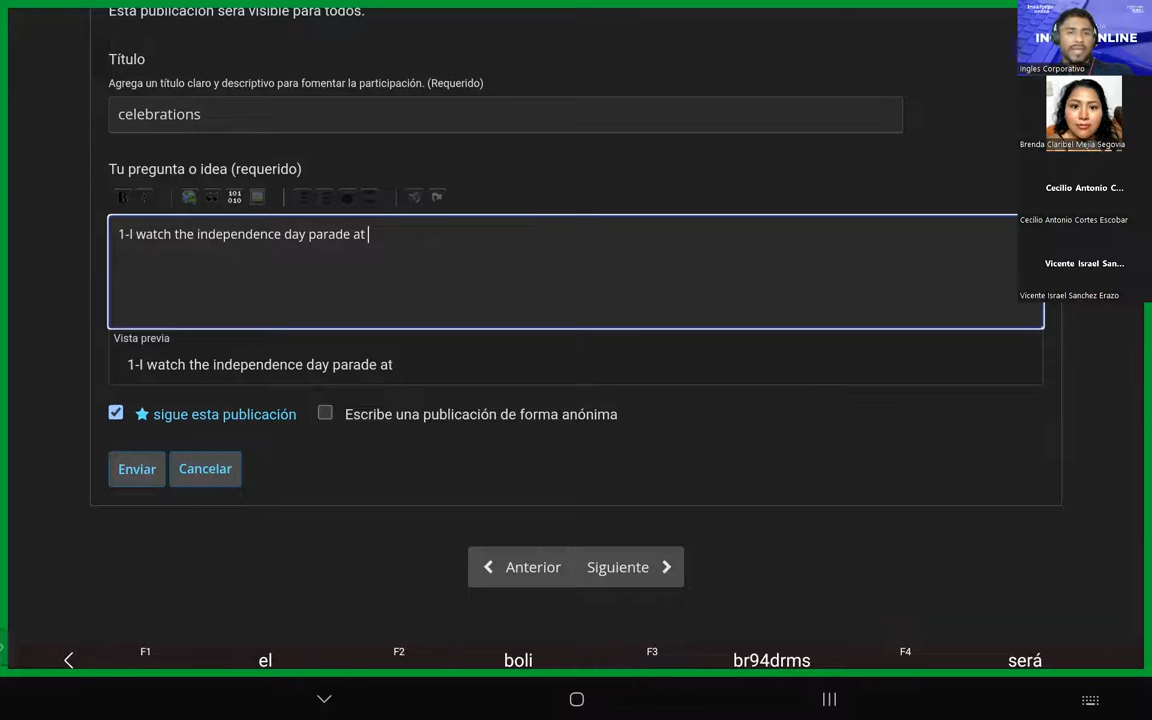 Esta publicación será visible para todos.
Título
Agrega un título claro y descriptivo para fomentar la participación. (Requerido)
celebrations
Tu pregunta o idea (requerido)
1-I watch the independence day parade at
Vista previa
1-I watch the independence day parade at
sigue esta publicación
Escribe una publicación de forma anónima
Enviar
Cancelar
Anterior
Siguiente
F1
el
F2
boli
F3
br94drms
F4
será
Ingles Corporativo
Brenda Claribel Mejia Segovia
Cecilio Antonio C...
Cecilio Antonio Cortes Escobar
Vicente Israel San...
Vicente Israel Sanchez Erazo